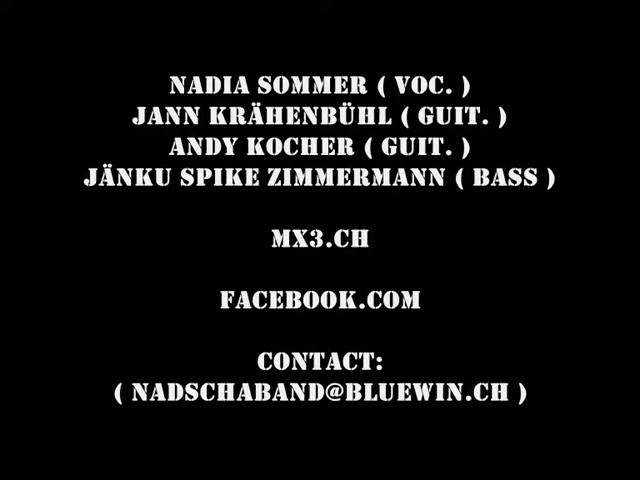 NADIA SOMMER ( VOC. )
JANN KRÄHENBÜHL ( GUIT. )
ANDY KOCHER ( GUIT. )
JÄNKU SPIKE ZIMMERMANN ( BASS )
MX3.CH
FACEBOOK.COM
CONTACT:
( NADSCHABAND@BLUEWIN.CH )